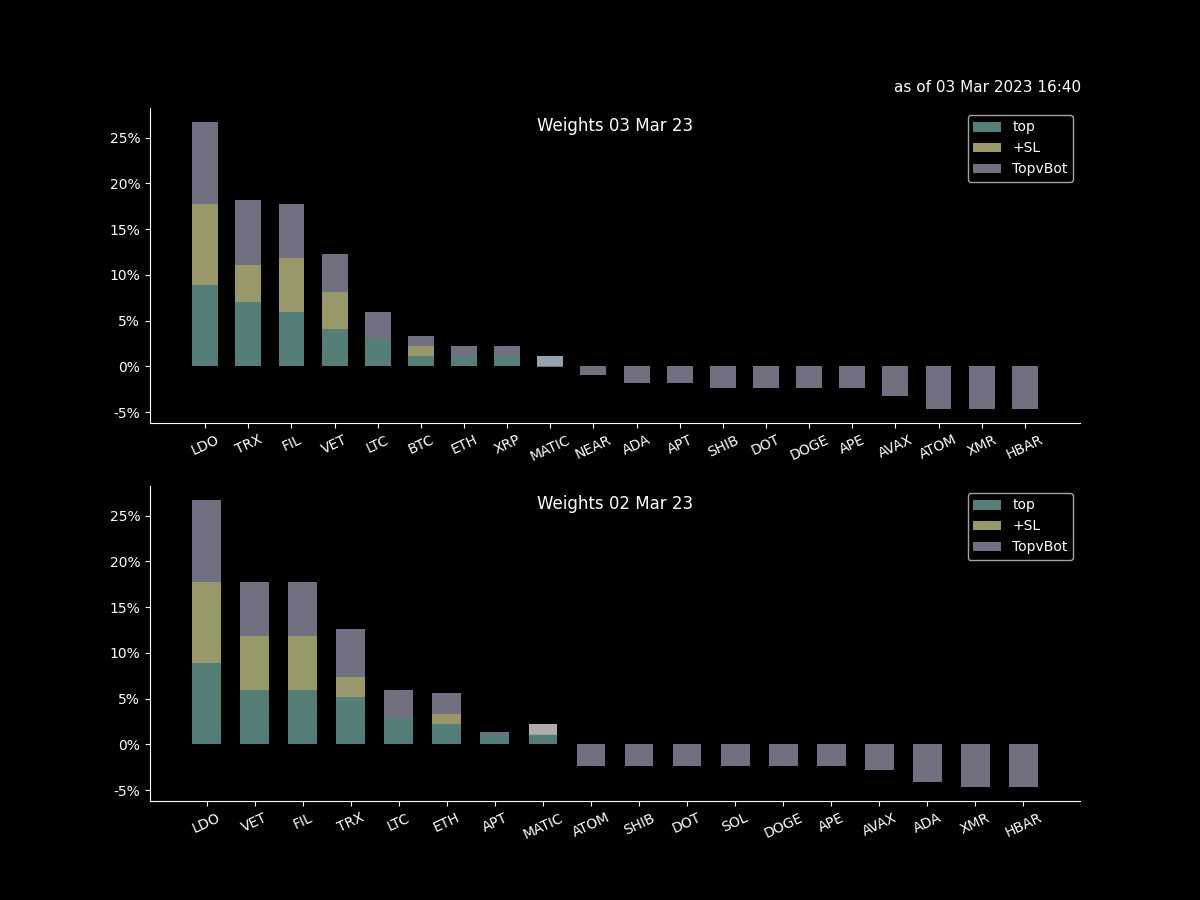 as of 03 Mar 2023 16:40
Weights 03 Mar 23
top
+SL
TopvBot
25%
20%
15%
10%
5%
0%
-5%
LDO TRX FIL VET LTC BTC ETH XRP MATIC NEAR ADA APT SHIB DOT DOGE APE AVAX ATOM XMR HBAR
Weights 02 Mar 23
top
+SL
TopvBot
25%
20%
15%
10%
5%
0%
-5%
LDO VET FIL TRX LTC ETH APT MATIC ATOM SHIB DOT SOL DOGE APE AVAX ADA XMR HBAR